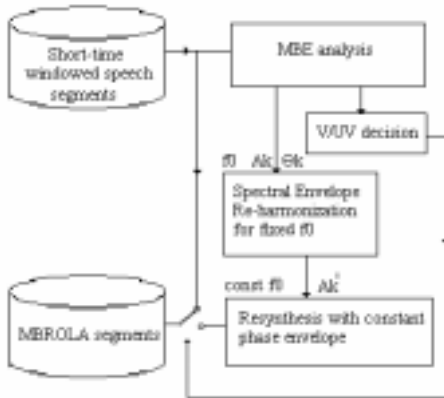 Short-time
windowed speech
segments
MBE analysis
V/UV decision
f0 Ak Θk
Spectral Envelope
Re-harmonization
for fixed f0
const f0 Ak'
MBROLA segments
Resynthesis with constant
phase envelope